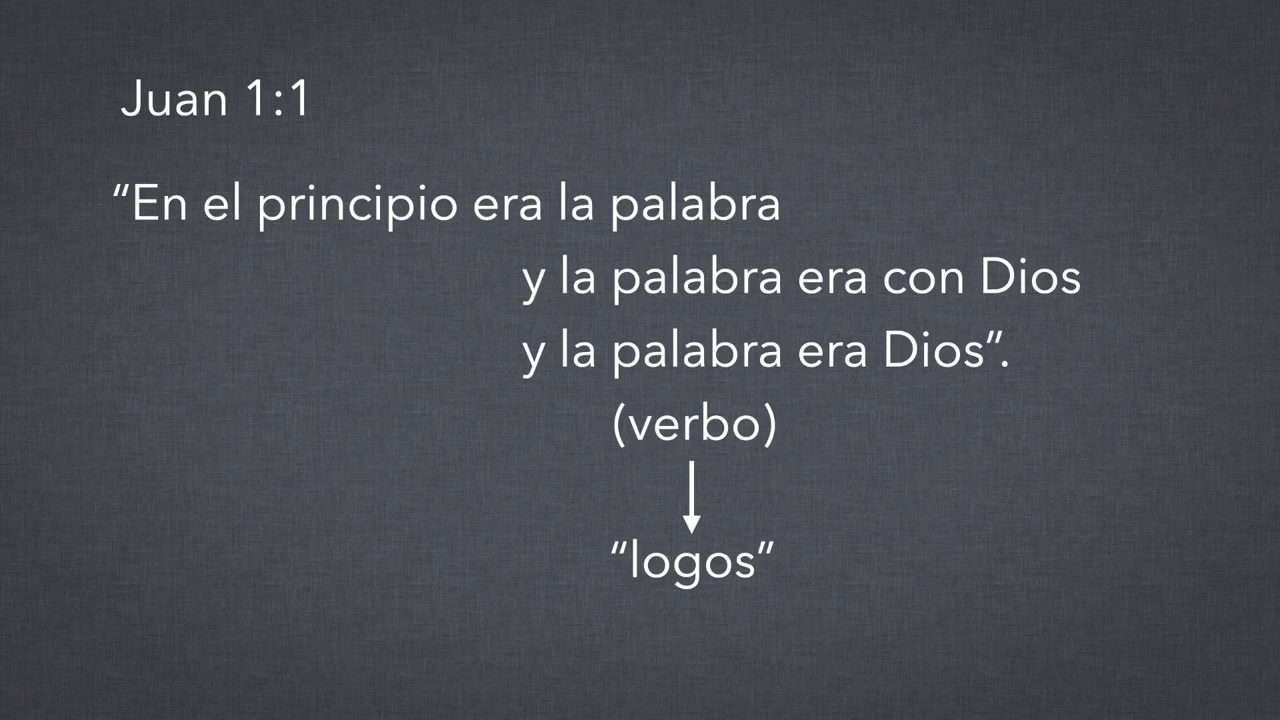 Juan 1:1
“En el principio era la palabra
y la palabra era con Dios
y la palabra era Dios”.
(verbo)
“logos”